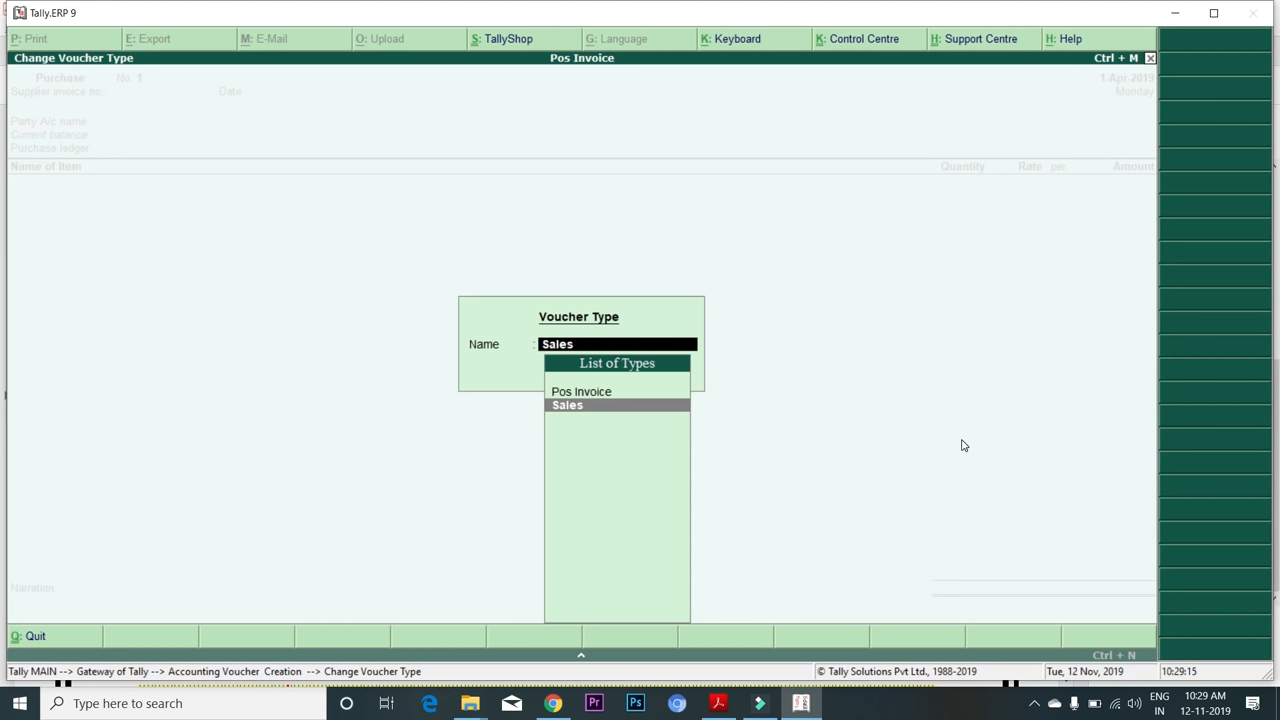 Tally.ERP 9
P: Print E: Export M: E-Mail O: Upload S: TallyShop G: Language K: Keyboard K: Control Centre H: Support Centre H: Help
Change Voucher Type Pos Invoice Ctrl + M
Purchase No. 1 1-Apr-2019
Supplier invoice no.: Date : Monday
Party A/c name
Current balance
Purchase ledger
Name of Item Quantity Rate per Amount
Voucher Type
Name : Sales
List of Types
Pos Invoice
Sales
Narration:
Q: Quit
Ctrl + N
Tally MAIN --> Gateway of Tally --> Accounting Voucher Creation --> Change Voucher Type © Tally Solutions Pvt Ltd., 1988-2019 Tue, 12 Nov, 2019 10:29:15
Type here to search ENG 10:29 AM
IN 12-11-2019